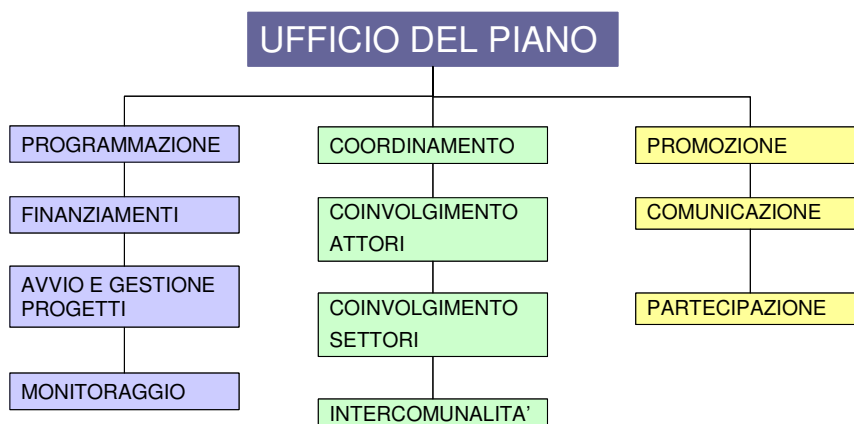 UFFICIO DEL PIANO
PROGRAMMAZIONE
FINANZIAMENTI
AVVIO E GESTIONE
PROGETTI
MONITORAGGIO
COORDINAMENTO
COINVOLGIMENTO
ATTORI
COINVOLGIMENTO
SETTORI
INTERCOMUNALITA'
PROMOZIONE
COMUNICAZIONE
PARTECIPAZIONE